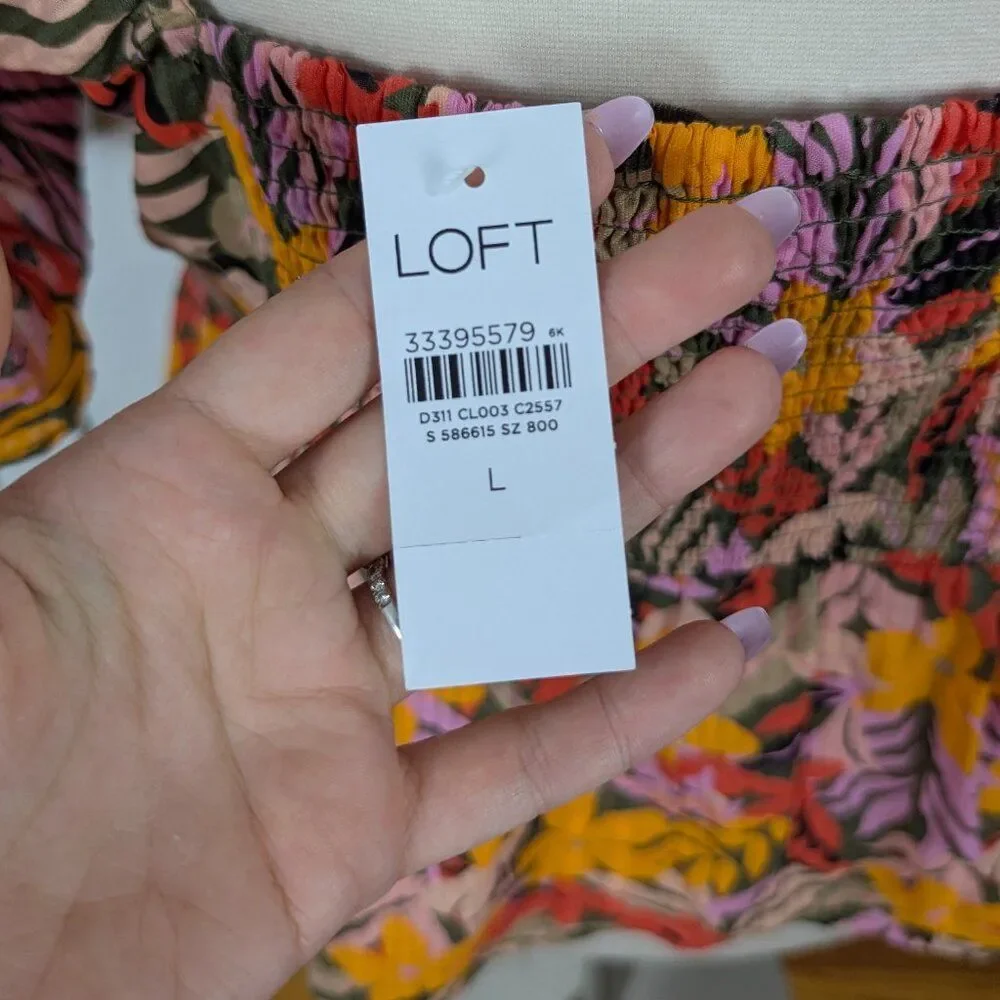 LOFT
33395579 6K
D311 CL003 C2557
S 586615 SZ 800
L